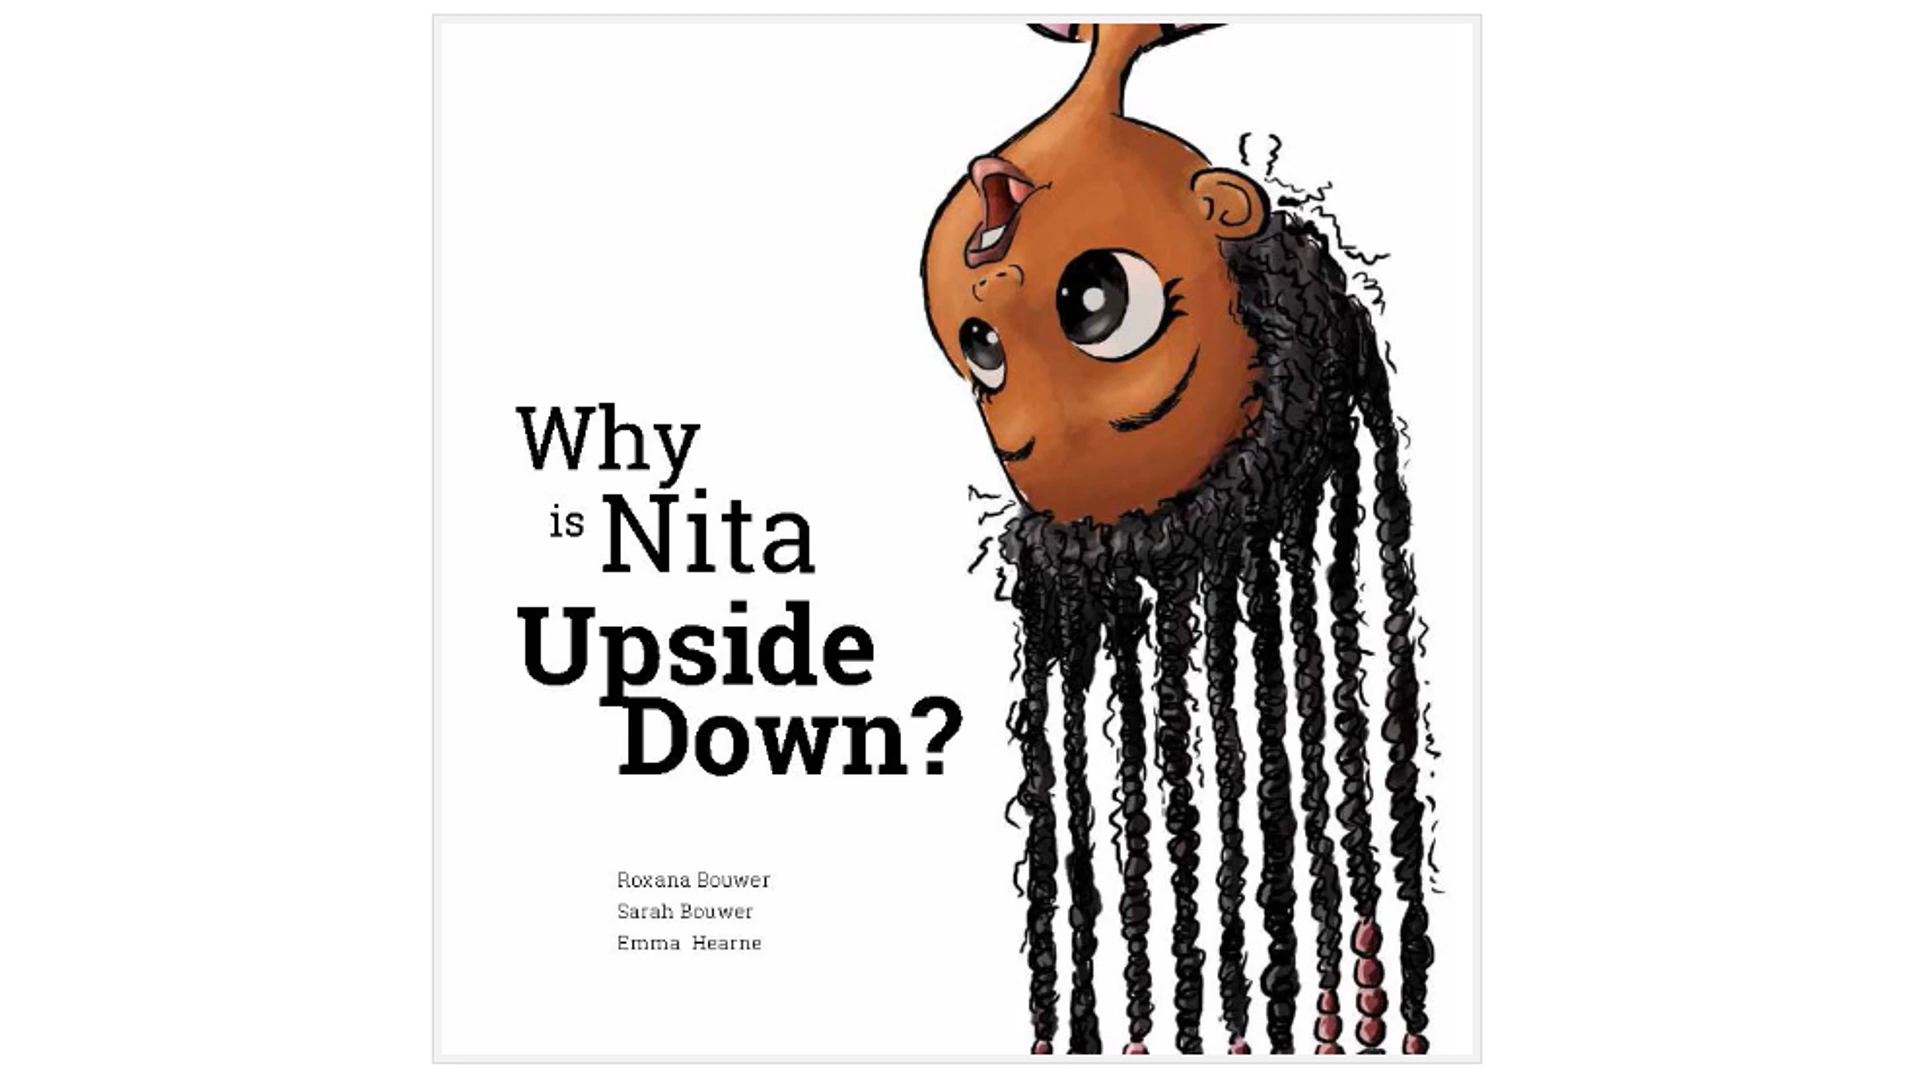 Why
is Nita
Upside
Down?
Roxana Bouwer
Sarah Bouwer
Emma Hearne